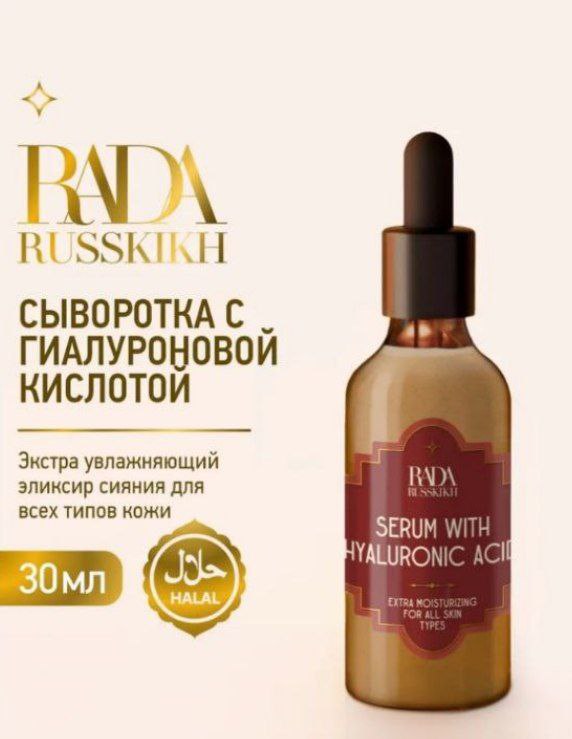 RADA
RUSSKIKH
СЫВОРОТКА С
ГИАЛУРОНОВОЙ
КИСЛОТОЙ
Экстра увлажняющий
эликсир сияния для
всех типов кожи
30мл
حلال
HALAL
RADA
RUSSKIKH
SERUM WITH
HYALURONIC ACID
EXTRA MOISTURIZING
FOR ALL SKIN
TYPES